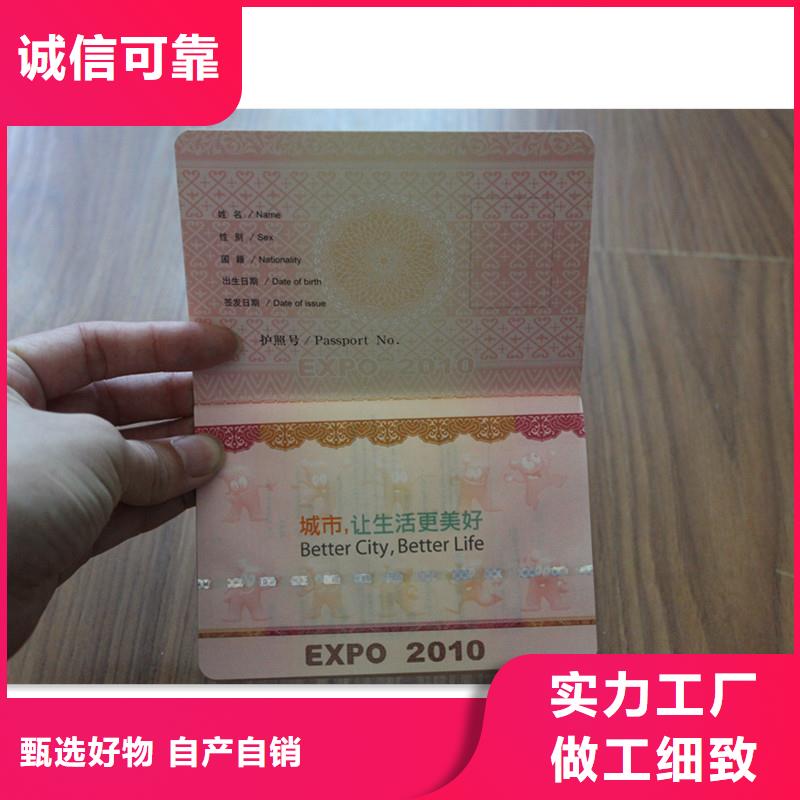 诚信可靠
姓 名 / Name
性 别 / Sex
国 籍 / Nationality
出生日期 / Date of birth
签发日期 / Date of issue
护照号 / Passport No.
EXPO 2010
城市,让生活更美好
Better City, Better Life
EXPO 2010
甄选好物 自产自销
实力工厂
做工细致